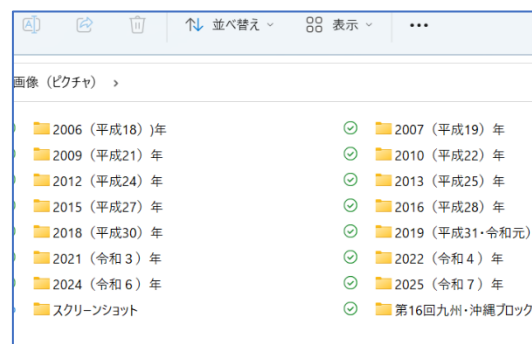 並べ替え 表示
画像（ピクチャ） >
2006（平成18）)年 2007（平成19）年
2009（平成21）年 2010（平成22）年
2012（平成24）年 2013（平成25）年
2015（平成27）年 2016（平成28）年
2018（平成30）年 2019（平成31・令和元）
2021（令和３）年 2022（令和４）年
2024（令和６）年 2025（令和７）年
スクリーンショット 第16回九州・沖縄ブロック